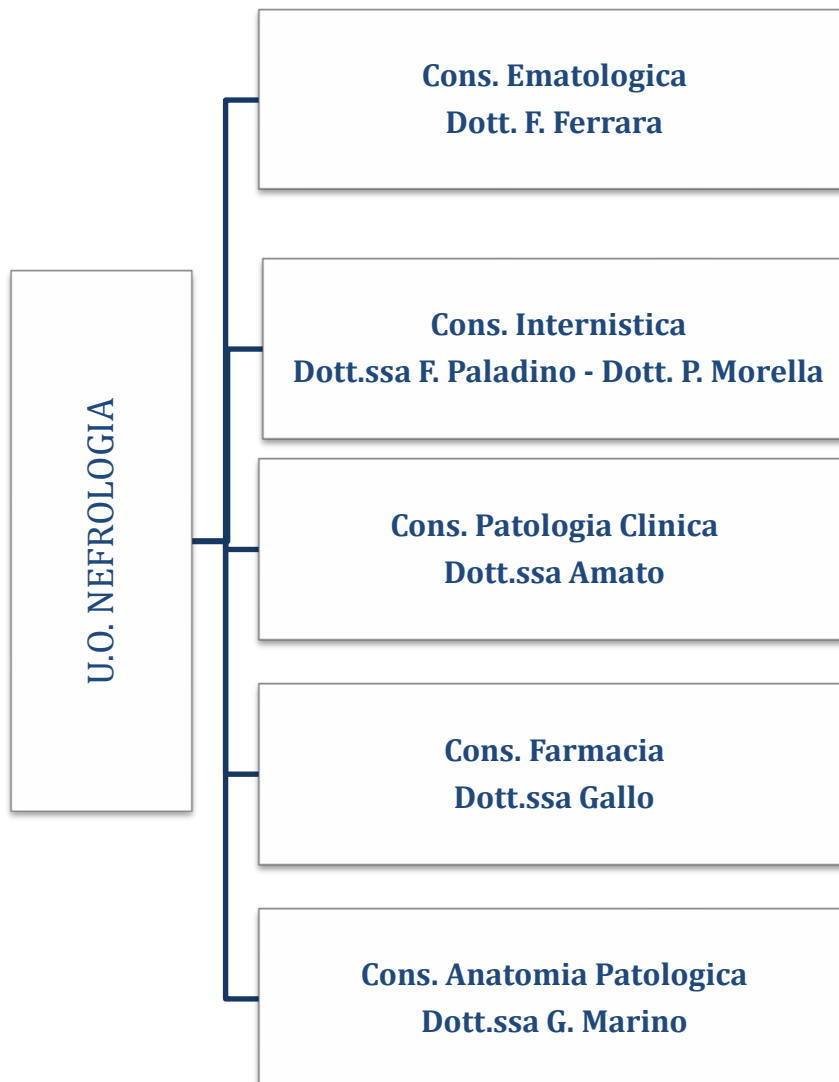 U.O. NEFROLOGIA
Cons. Ematologica
Dott. F. Ferrara
Cons. Internistica
Dott.ssa F. Paladino - Dott. P. Morella
Cons. Patologia Clinica
Dott.ssa Amato
Cons. Farmacia
Dott.ssa Gallo
Cons. Anatomia Patologica
Dott.ssa G. Marino